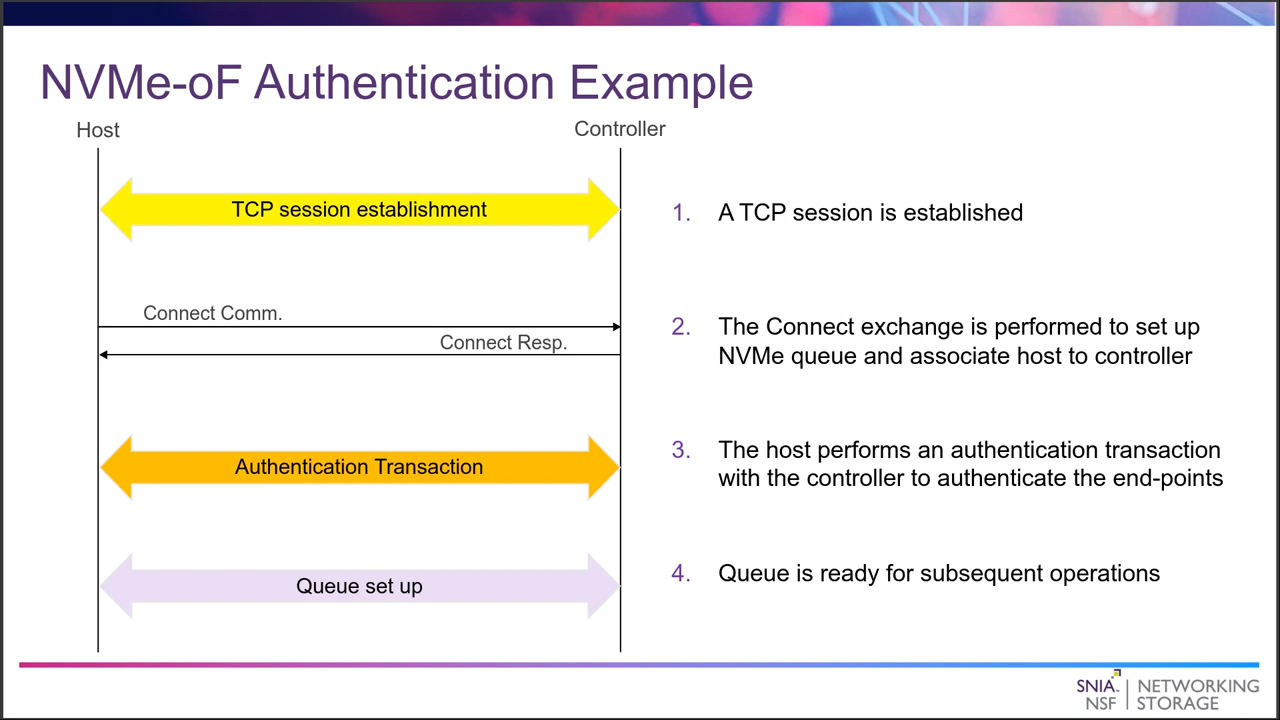 NVMe-oF Authentication Example
Host
Controller
TCP session establishment
1. A TCP session is established
Connect Comm.
Connect Resp.
2. The Connect exchange is performed to set up
NVMe queue and associate host to controller
Authentication Transaction
3. The host performs an authentication transaction
with the controller to authenticate the end-points
Queue set up
4. Queue is ready for subsequent operations
SNIA. | NETWORKING
NSF | STORAGE